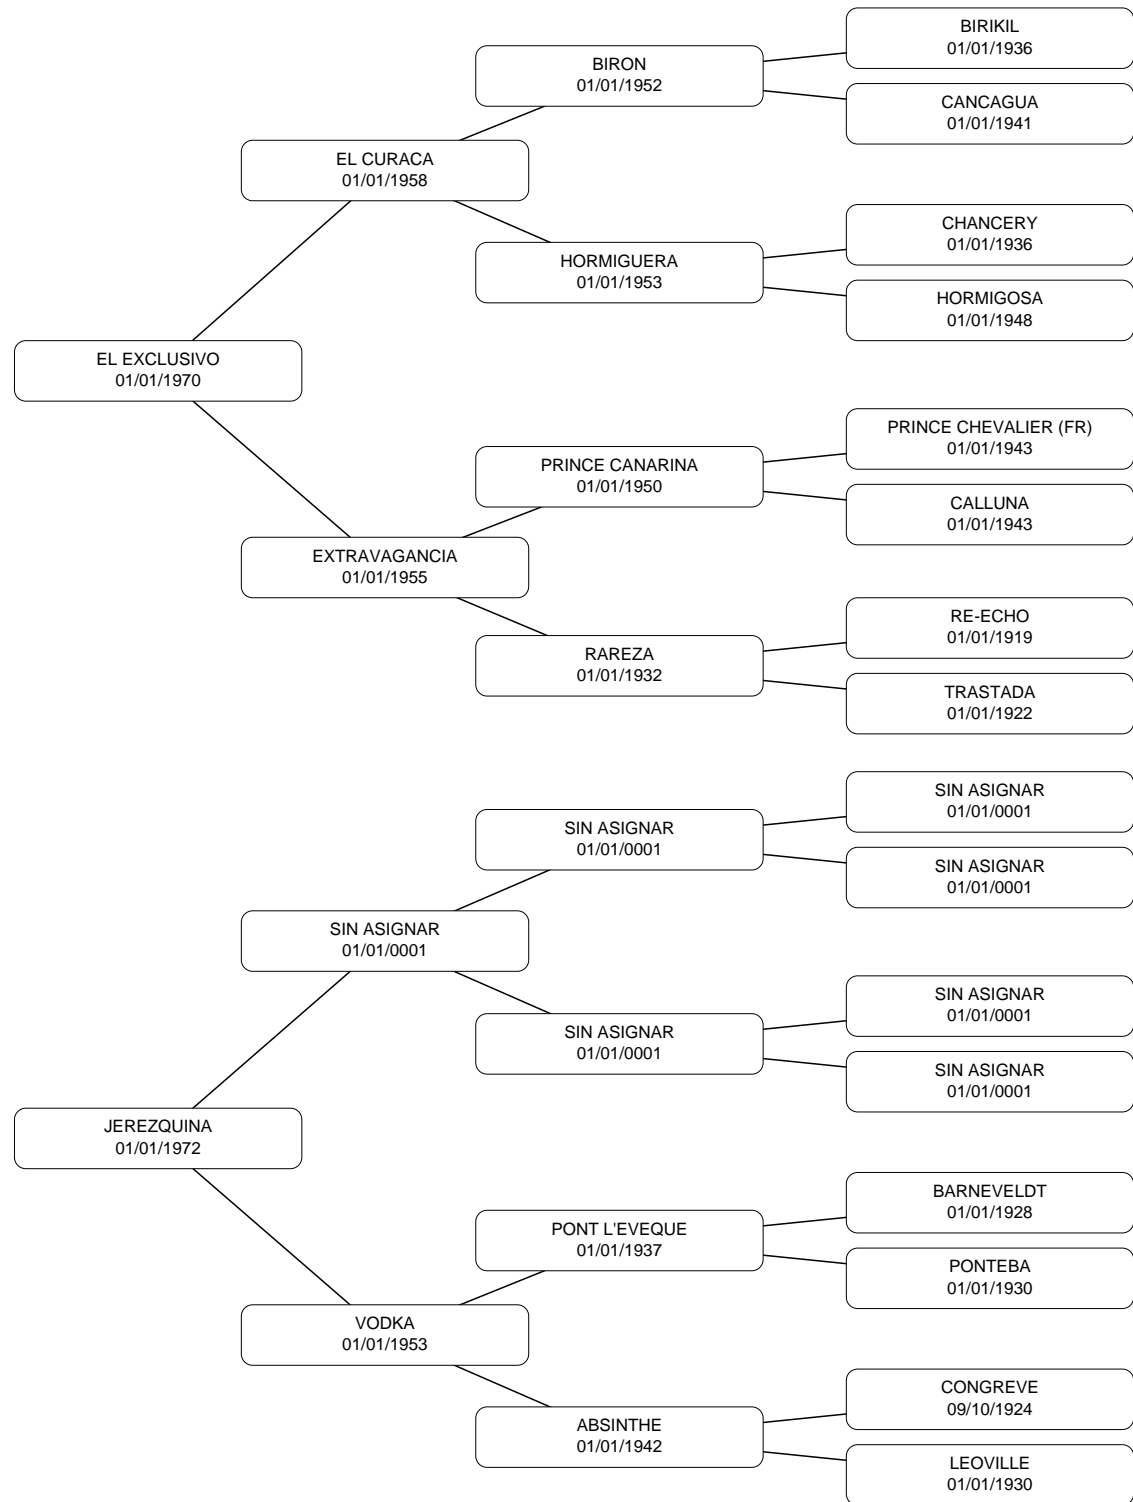 BIRIKIL
01/01/1936
BIRON
01/01/1952
CANCAGUA
01/01/1941
EL CURACA
01/01/1958
CHANCERY
01/01/1936
HORMIGUERA
01/01/1953
HORMIGOSA
01/01/1948
EL EXCLUSIVO
01/01/1970
PRINCE CHEVALIER (FR)
01/01/1943
PRINCE CANARINA
01/01/1950
CALLUNA
01/01/1943
EXTRAVAGANCIA
01/01/1955
RE-ECHO
01/01/1919
RAREZA
01/01/1932
TRASTADA
01/01/1922
SIN ASIGNAR
01/01/0001
SIN ASIGNAR
01/01/0001
SIN ASIGNAR
01/01/0001
SIN ASIGNAR
01/01/0001
SIN ASIGNAR
01/01/0001
SIN ASIGNAR
01/01/0001
SIN ASIGNAR
01/01/0001
JEREZQUINA
01/01/1972
BARNEVELDT
01/01/1928
PONT L'EVEQUE
01/01/1937
PONTEBA
01/01/1930
VODKA
01/01/1953
CONGREVE
09/10/1924
ABSINTHE
01/01/1942
LEOVILLE
01/01/1930